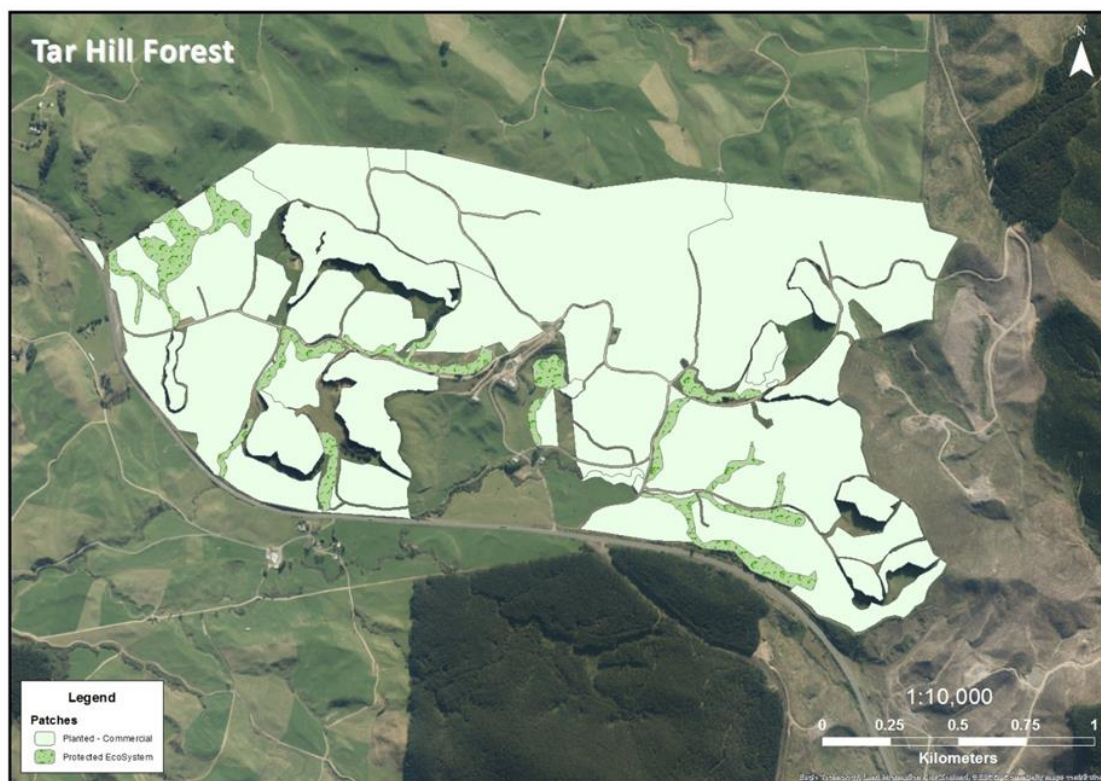 Tar Hill Forest
N
Legend
Patches
Planted - Commercial
Protected EcoSystem
1:10,000
0 0.25 0.5 0.75 1
Kilometers